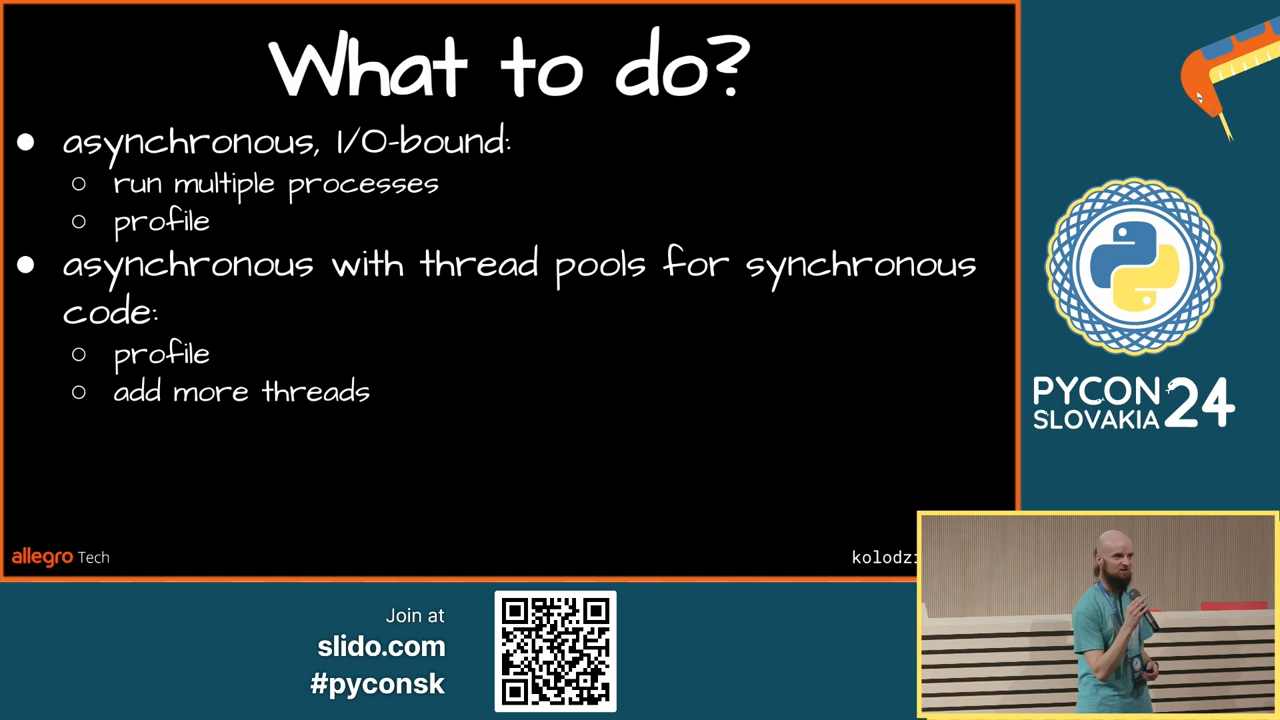 What to do?
● asynchronous, I/O-bound:
○ run multiple processes
○ profile
● asynchronous with thread pools for synchronous
code:
○ profile
○ add more threads
allegro Tech
PYCON
SLOVAKIA
24
Join at
slido.com
#pyconsk